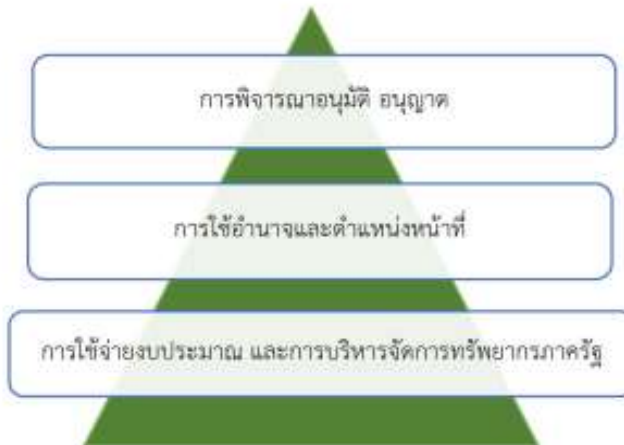 การพิจารณาอนุมัติ อนุญาต
การใช้อำนาจและตำแหน่งหน้าที่
การใช้จ่ายงบประมาณ และการบริหารจัดการทรัพยากรภาครัฐ